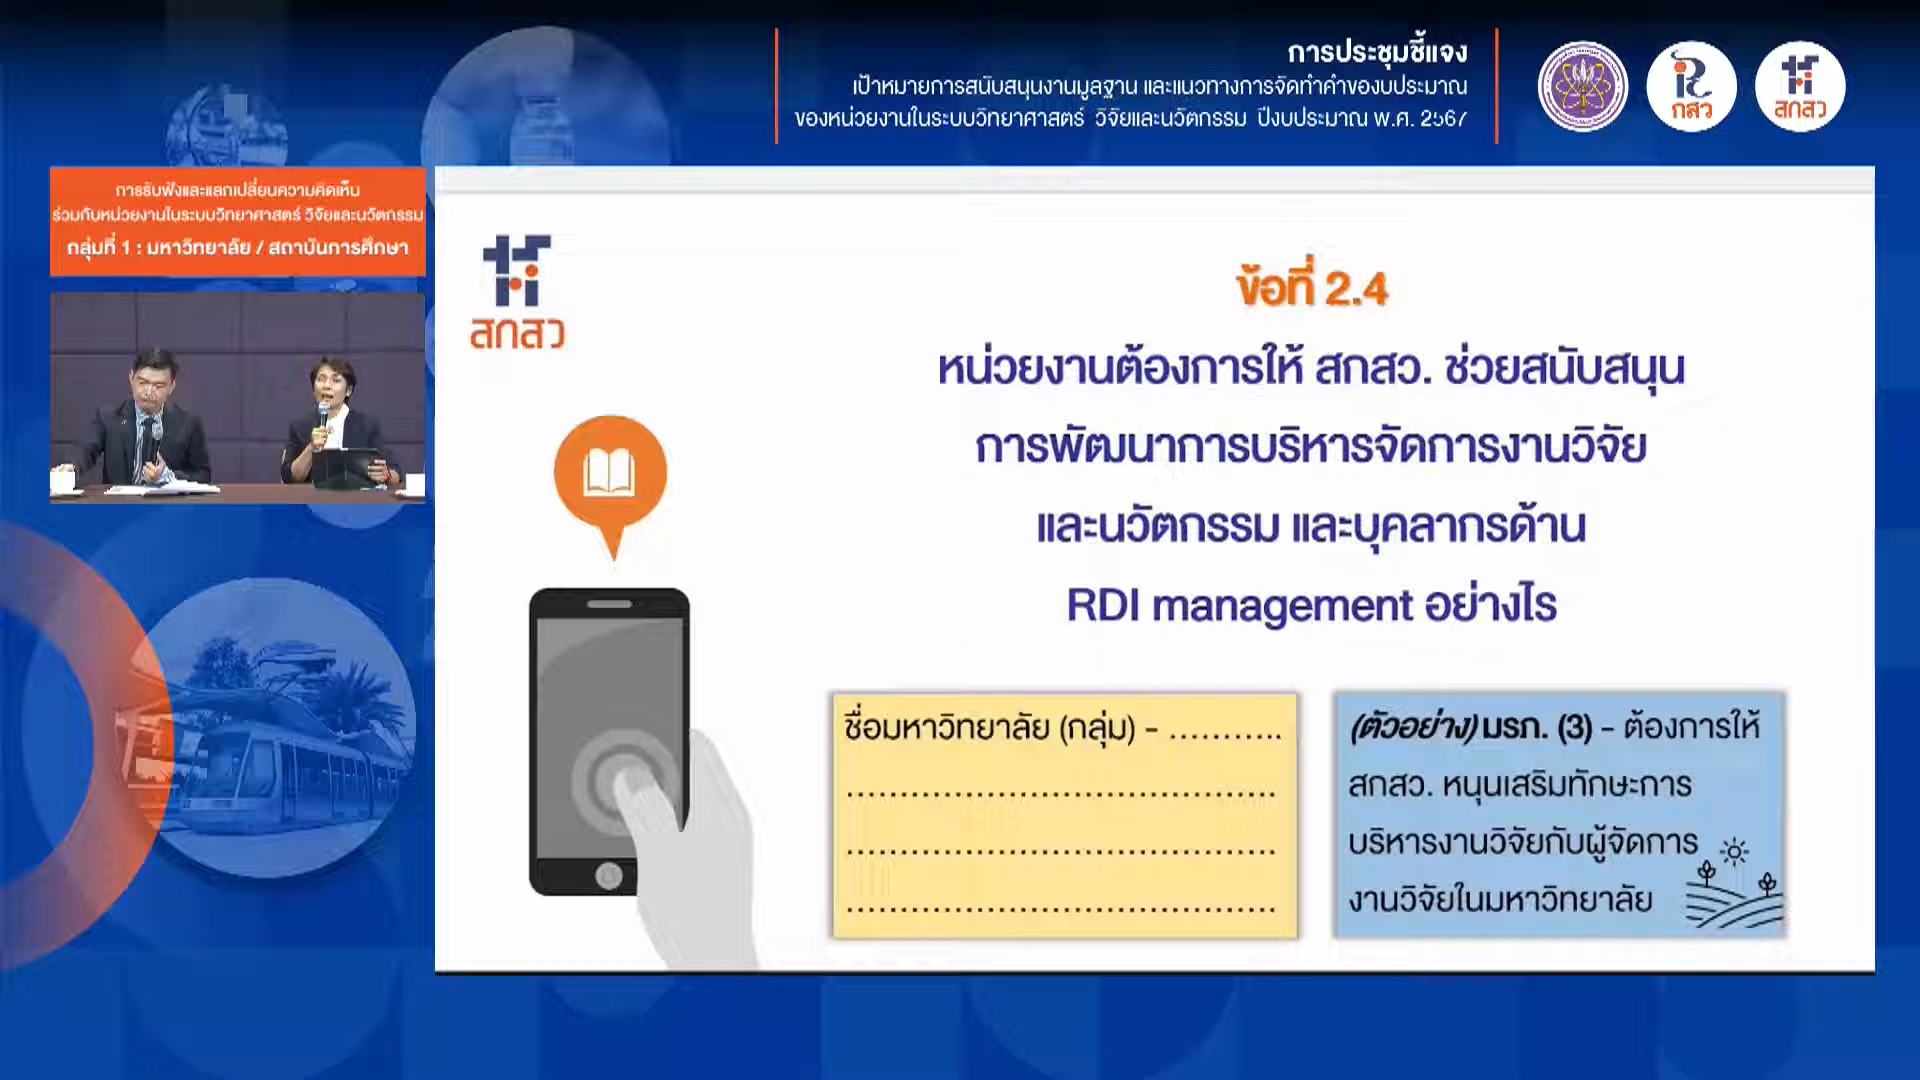 การประชุมชี้แจง
เป้าหมายการสนับสนุนงานมูลฐาน และแนวทางการจัดทำคำของบประมาณ
ของหน่วยงานในระบบวิทยาศาสตร์ วิจัยและนวัตกรรม ปีงบประมาณ พ.ศ. 2567
กสว
สกสว
การรับฟังและแลกเปลี่ยนความคิดเห็น
ร่วมกับหน่วยงานในระบบวิทยาศาสตร์ วิจัยและนวัตกรรม
กลุ่มที่ 1 : มหาวิทยาลัย / สถาบันการศึกษา
สกสว
ข้อที่ 2.4
หน่วยงานต้องการให้ สกสว. ช่วยสนับสนุน
การพัฒนาการบริหารจัดการงานวิจัย
และนวัตกรรม และบุคลากรด้าน
RDI management อย่างไร
ชื่อมหาวิทยาลัย (กลุ่ม) - ...........
.......................................
.......................................
.......................................
(ตัวอย่าง) มรภ. (3) - ต้องการให้
สกสว. หนุนเสริมทักษะการ
บริหารงานวิจัยกับผู้จัดการ
งานวิจัยในมหาวิทยาลัย